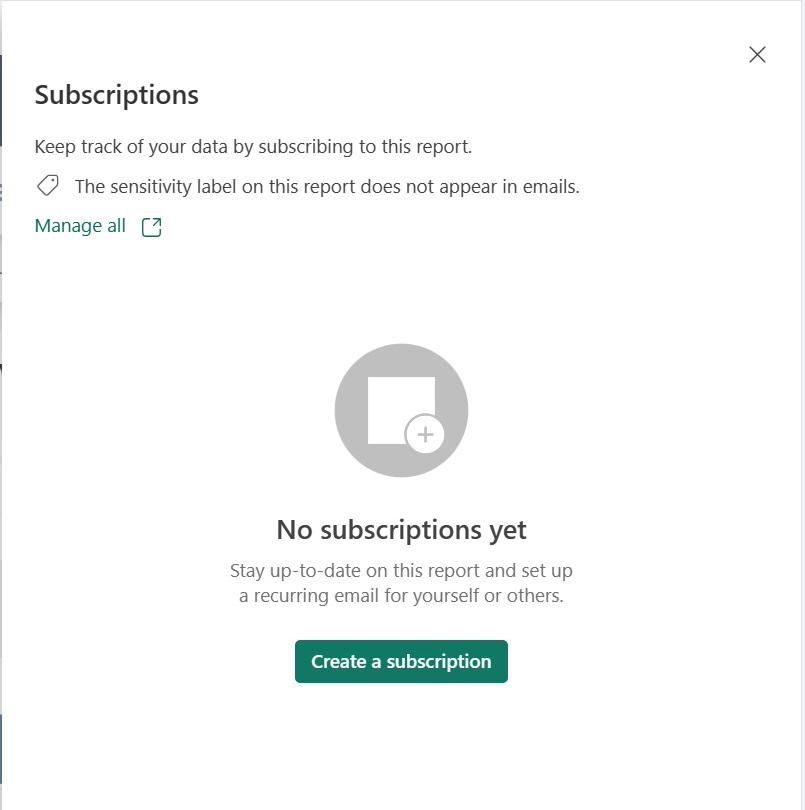 Subscriptions
Keep track of your data by subscribing to this report.
The sensitivity label on this report does not appear in emails.
Manage all
No subscriptions yet
Stay up-to-date on this report and set up
a recurring email for yourself or others.
Create a subscription